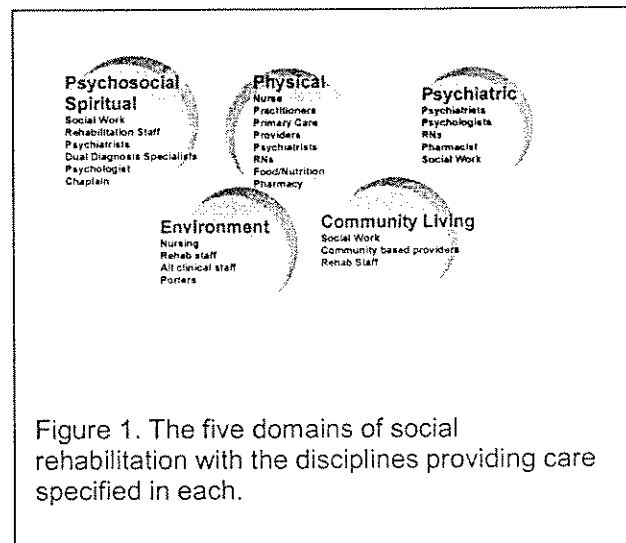 Psychosocial
Spiritual
Social Work
Rehabilitation Staff
Psychiatrists
Dual Diagnosis Specialists
Psychologist
Chaplain
Physical
Nurse
Practitioners
Primary Care
Providers
Psychiatrists
RNs
Food/Nutrition
Pharmacy
Psychiatric
Psychiatrists
Psychologists
RNs
Pharmacist
Social Work
Environment
Nursing
Rehab staff
All clinical staff
Porters
Community Living
Social Work
Community based providers
Rehab Staff
Figure 1. The five domains of social
rehabilitation with the disciplines providing care
specified in each.